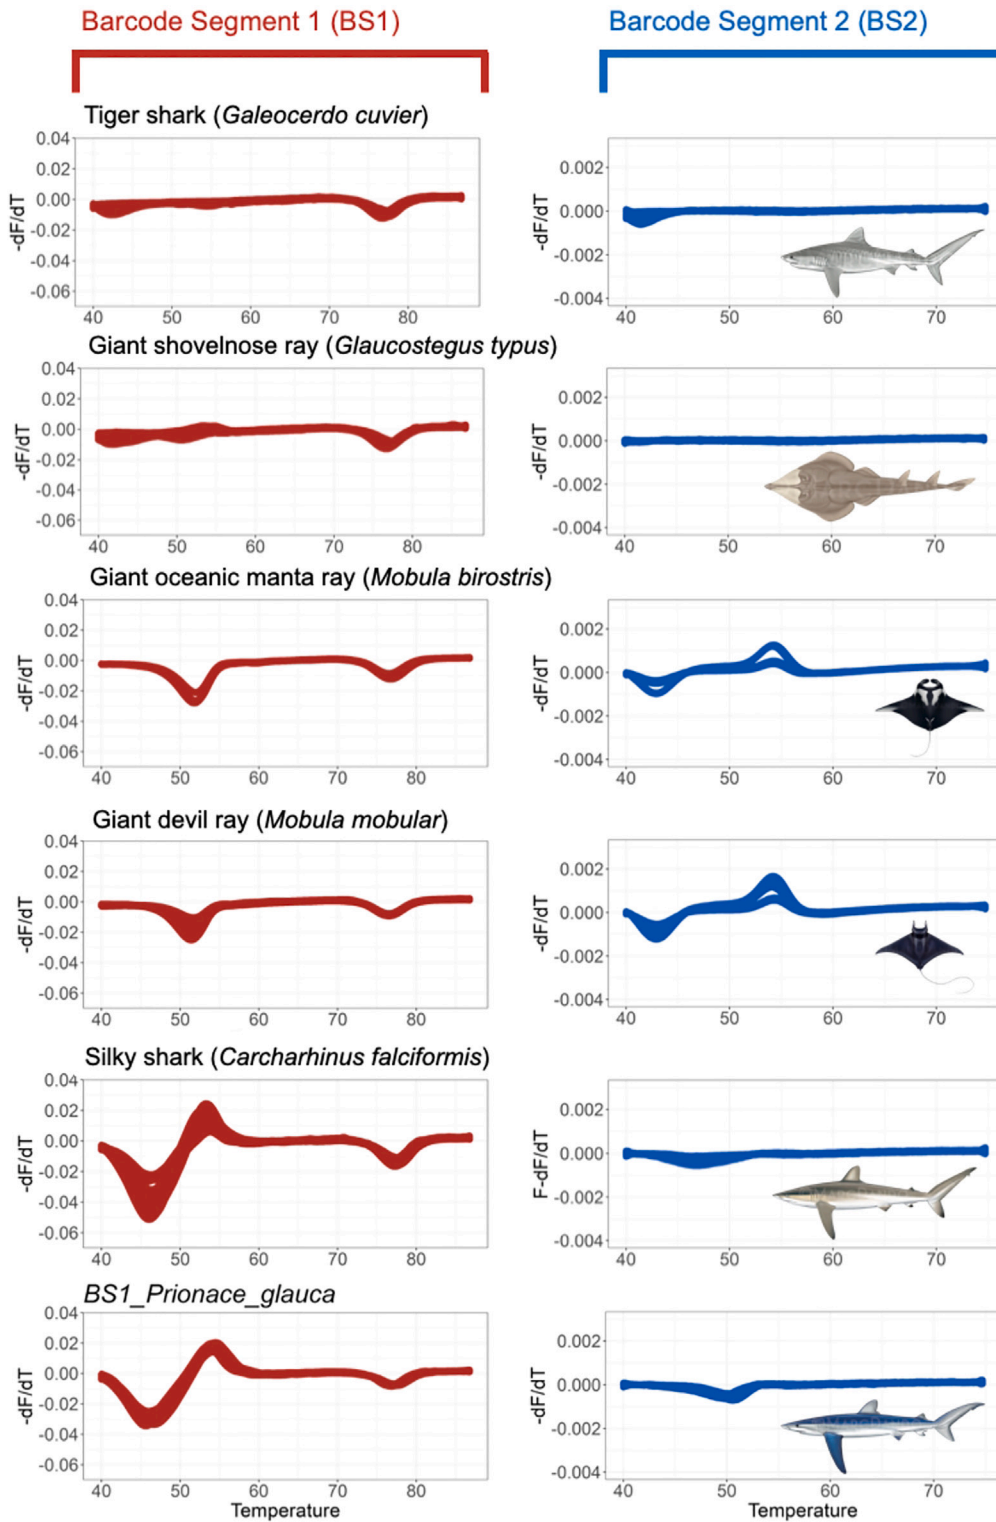 Barcode Segment 1 (BS1)
Barcode Segment 2 (BS2)
Tiger shark (Galeocerdo cuvier)
-dF/dT
0.04
0.02
0.00
-0.02
-0.04
-0.06
40 50 60 70 80
-dF/dT
0.002
0.000
-0.002
-0.004
40 50 60 70
Giant shovelnose ray (Glaucostegus typus)
-dF/dT
0.04
0.02
0.00
-0.02
-0.04
-0.06
40 50 60 70 80
-dF/dT
0.002
0.000
-0.002
-0.004
40 50 60 70
Giant oceanic manta ray (Mobula birostris)
-dF/dT
0.04
0.02
0.00
-0.02
-0.04
-0.06
40 50 60 70 80
-dF/dT
0.002
0.000
-0.002
-0.004
40 50 60 70
Giant devil ray (Mobula mobular)
-dF/dT
0.04
0.02
0.00
-0.02
-0.04
-0.06
40 50 60 70 80
-dF/dT
0.002
0.000
-0.002
-0.004
40 50 60 70
Silky shark (Carcharhinus falciformis)
-dF/dT
0.04
0.02
0.00
-0.02
-0.04
-0.06
40 50 60 70 80
F-dF/dT
0.002
0.000
-0.002
-0.004
40 50 60 70
BS1_Prionace_glauca
-dF/dT
0.04
0.02
0.00
-0.02
-0.04
-0.06
40 50 60 70 80
Temperature
-dF/dT
0.002
0.000
-0.002
-0.004
40 50 60 70
Temperature